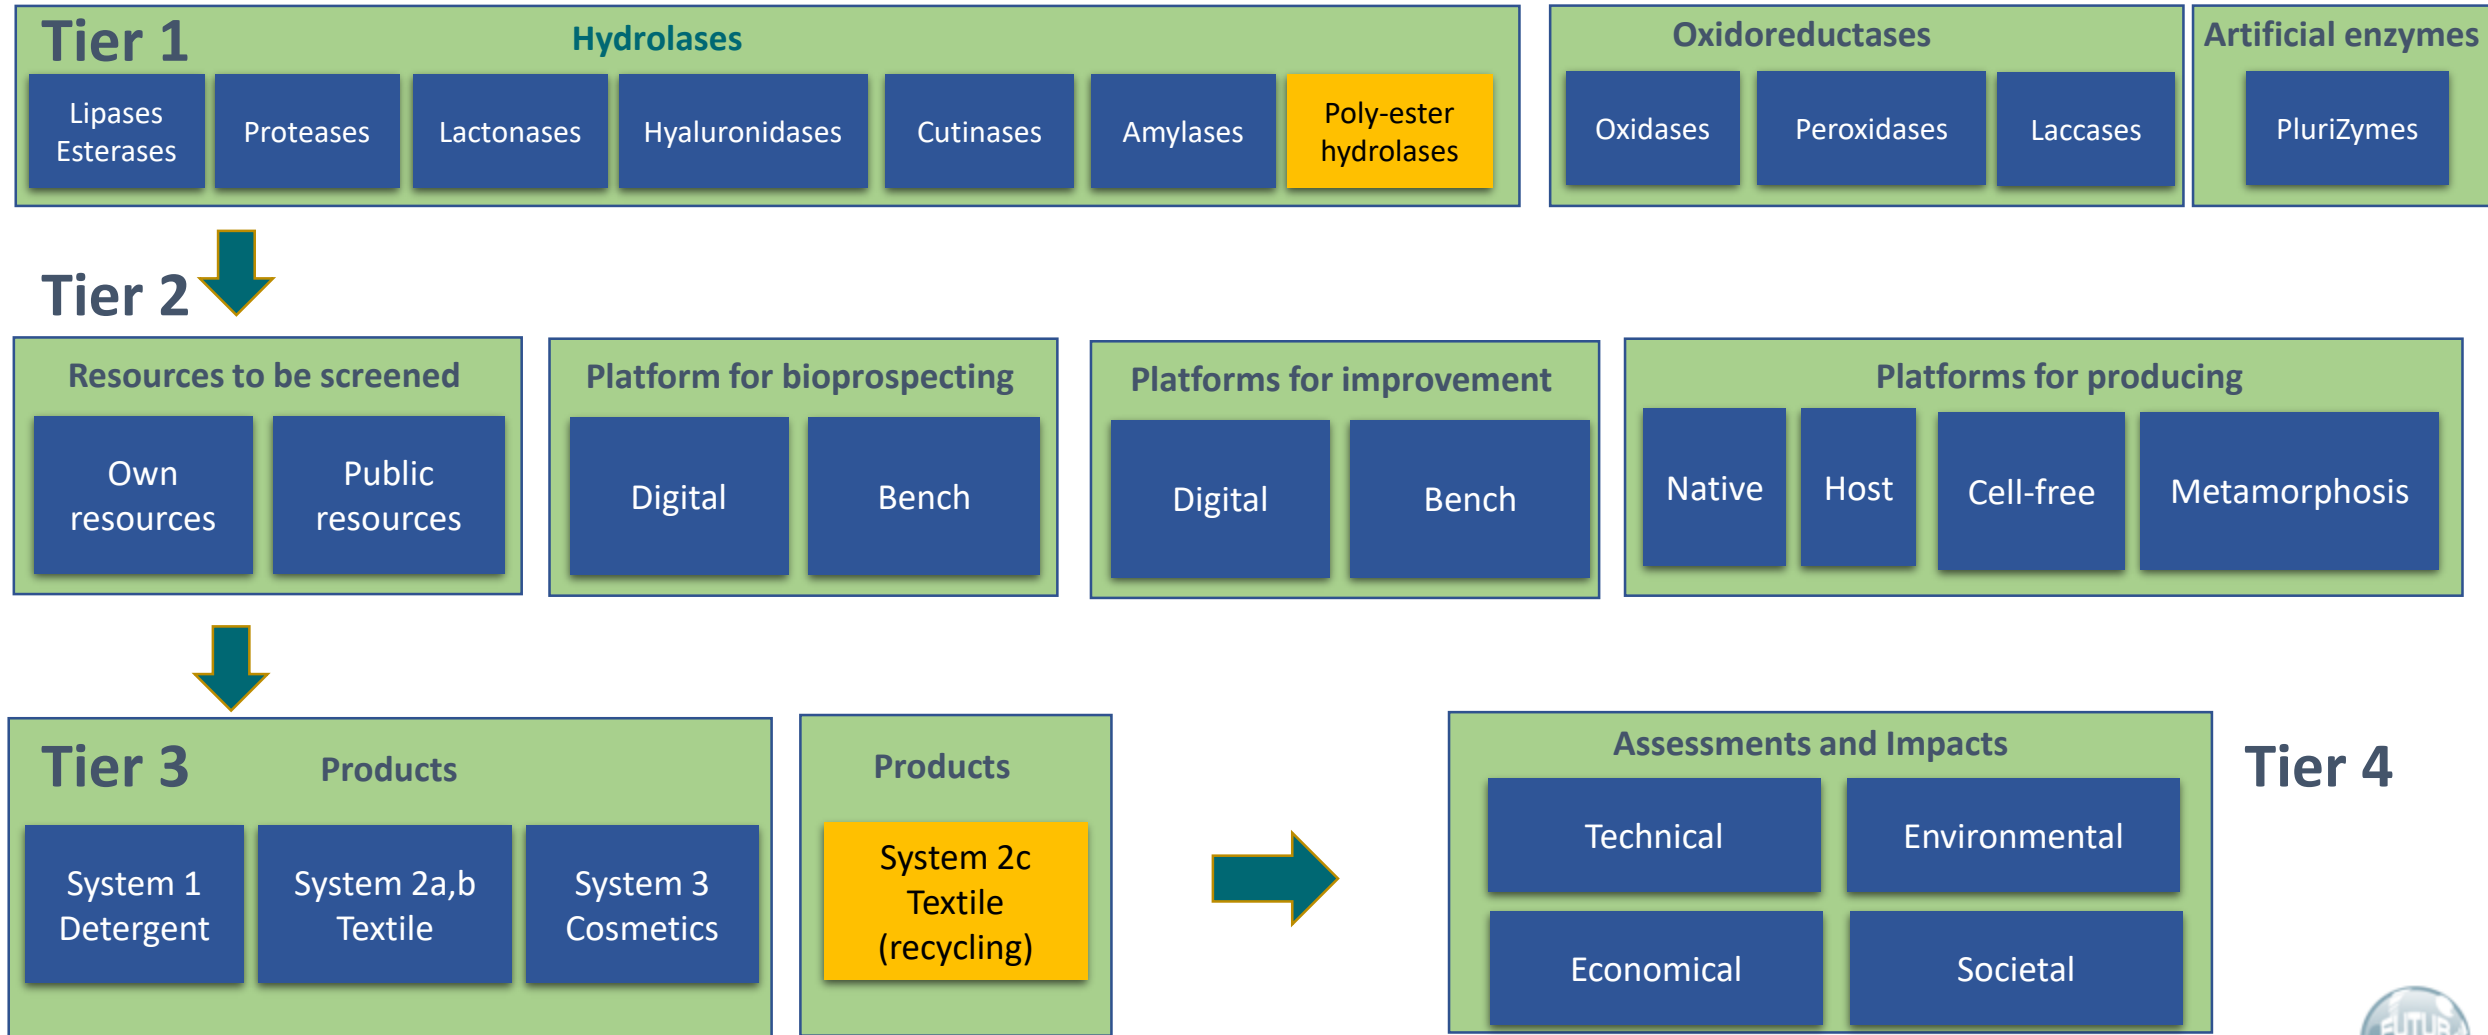 Tier 1
Hydrolases
Lipases
Esterases
Proteases
Lactonases
Hyaluronidases
Cutinases
Amylases
Poly-ester
hydrolases
Oxidoreductases
Oxidases
Peroxidases
Laccases
Artificial enzymes
PluriZymes
Tier 2
Resources to be screened
Own
resources
Public
resources
Platform for bioprospecting
Digital
Bench
Platforms for improvement
Digital
Bench
Platforms for producing
Native
Host
Cell-free
Metamorphosis
Tier 3
Products
System 1
Detergent
System 2a,b
Textile
System 3
Cosmetics
Products
System 2c
Textile
(recycling)
Assessments and Impacts
Technical
Environmental
Economical
Societal
Tier 4